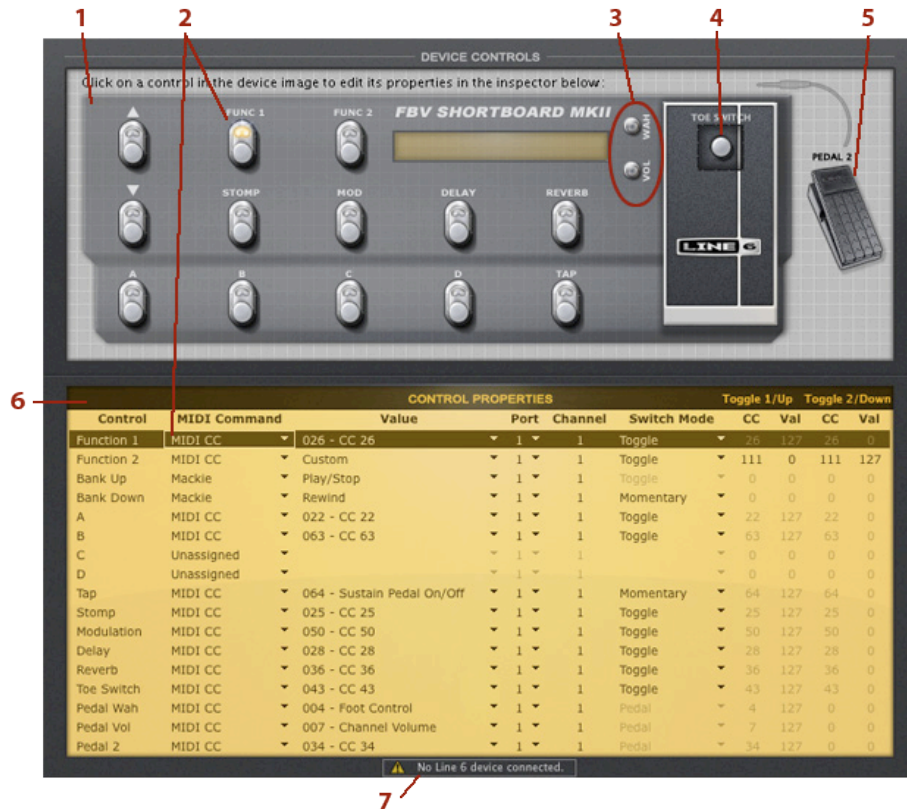 1 2 3 4 5
DEVICE CONTROLS
Click on a control in the device image to edit its properties in the inspector below:
FUNC 1 FUNC 2 FBV SHORTBOARD MKII WAH TOE SWITCH
VOL PEDAL 2
STOMP MOD DELAY REVERB
LINE 6
A B C D TAP
6
CONTROL PROPERTIES Toggle 1/Up Toggle 2/Down
Control MIDI Command Value Port Channel Switch Mode CC Val CC Val
Function 1 MIDI CC 026 - CC 26 1 1 Toggle 26 127 26 0
Function 2 MIDI CC Custom 1 1 Toggle 111 0 111 127
Bank Up Mackie Play/Stop 1 1 Toggle 0 0 0 0
Bank Down Mackie Rewind 1 1 Momentary 0 0 0 0
A MIDI CC 022 - CC 22 1 1 Toggle 22 127 22 0
B MIDI CC 063 - CC 63 1 1 Toggle 63 127 63 0
C Unassigned 1 1 0 0 0 0
D Unassigned 1 1 0 0 0 0
Tap MIDI CC 064 - Sustain Pedal On/Off 1 1 Momentary 64 127 64 0
Stomp MIDI CC 025 - CC 25 1 1 Toggle 25 127 25 0
Modulation MIDI CC 050 - CC 50 1 1 Toggle 50 127 50 0
Delay MIDI CC 028 - CC 28 1 1 Toggle 28 127 28 0
Reverb MIDI CC 036 - CC 36 1 1 Toggle 36 127 36 0
Toe Switch MIDI CC 043 - CC 43 1 1 Toggle 43 127 43 0
Pedal Wah MIDI CC 004 - Foot Control 1 1 Pedal 4 127 0 0
Pedal Vol MIDI CC 007 - Channel Volume 1 1 Pedal 7 127 0 0
Pedal 2 MIDI CC 034 - CC 34 1 1 Pedal 34 127 0 0
No Line 6 device connected.
7